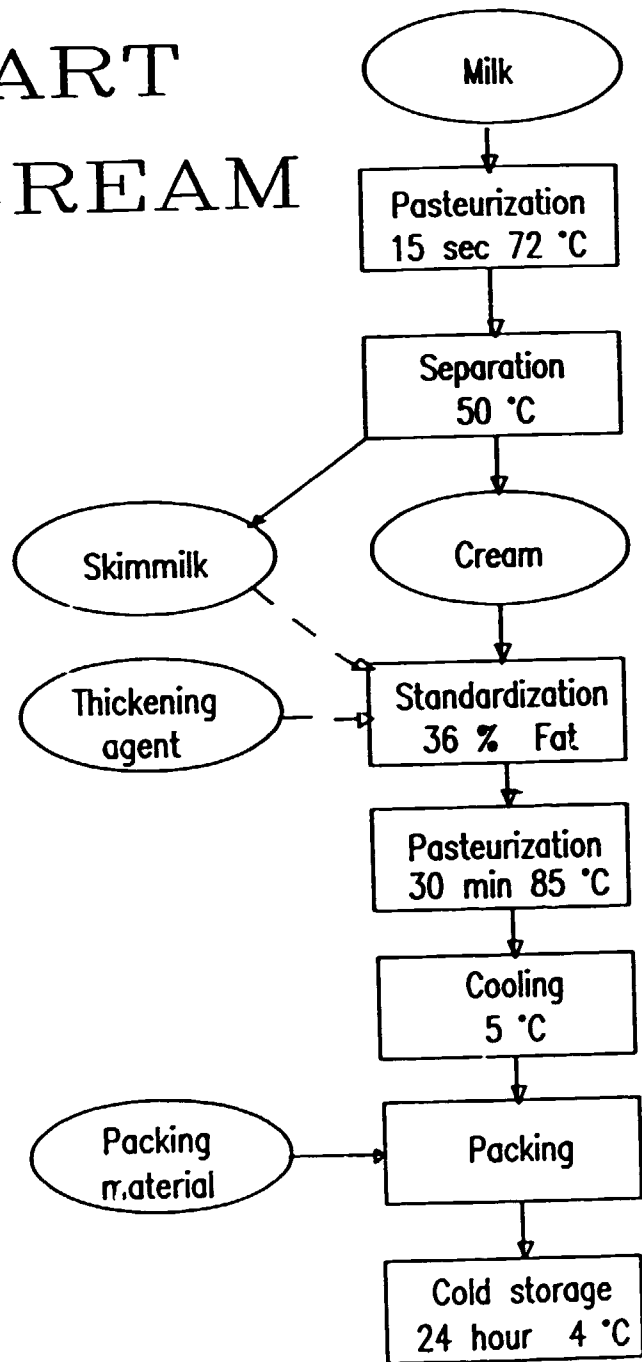 ART
REAM
Milk
Pasteurization
15 sec 72 °C
Separation
50 °C
Skimmilk
Cream
Thickening
agent
Standardization
36 % Fat
Pasteurization
30 min 85 °C
Cooling
5 °C
Packing
material
Packing
Cold storage
24 hour 4 °C